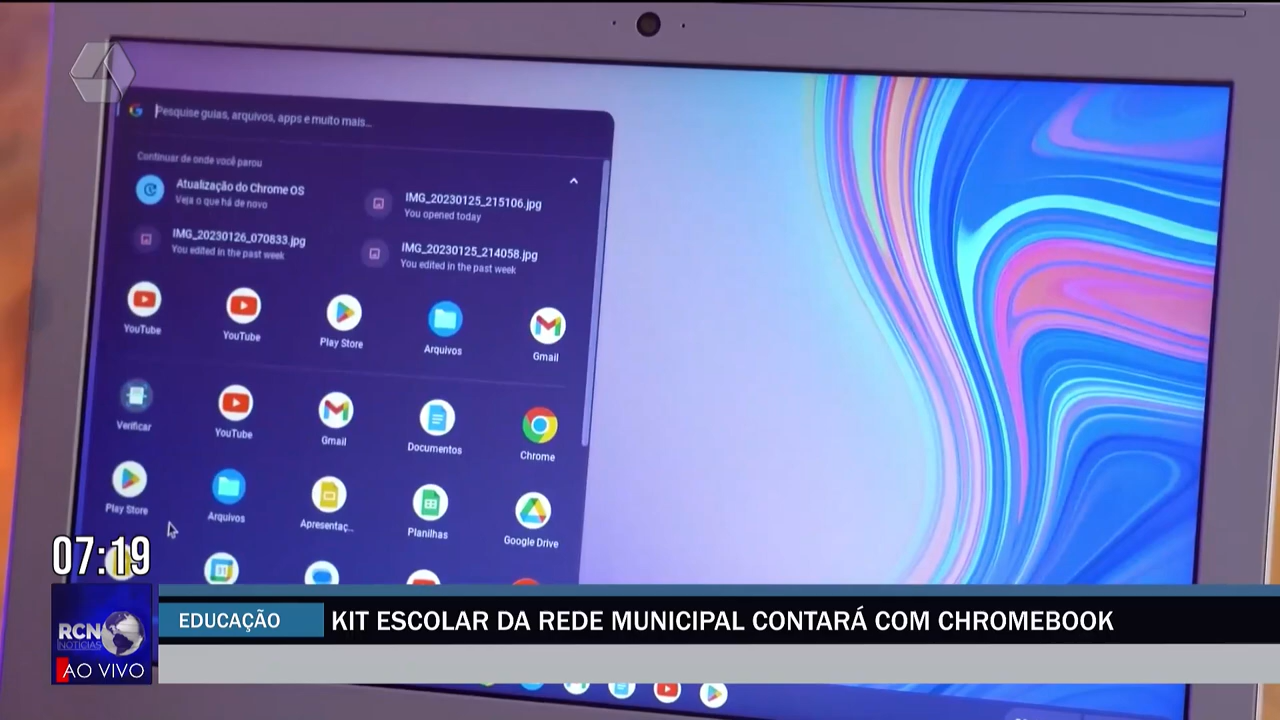 Pesquise guias, arquivos, apps e muito mais...
Continuar de onde você parou
Atualização do Chrome OS
Veja o que há de novo
IMG_20230125_215106.jpg
You opened today
IMG_20230126_070833.jpg
You edited in the past week
IMG_20230125_214058.jpg
You edited in the past week
YouTube
YouTube
Play Store
Arquivos
Gmail
Verificar
YouTube
Gmail
Documentos
Chrome
Play Store
Arquivos
Apresentaç...
Planilhas
Google Drive
31
07:19
RCN
NOTÍCIAS
AO VIVO
EDUCAÇÃO
KIT ESCOLAR DA REDE MUNICIPAL CONTARÁ COM CHROMEBOOK